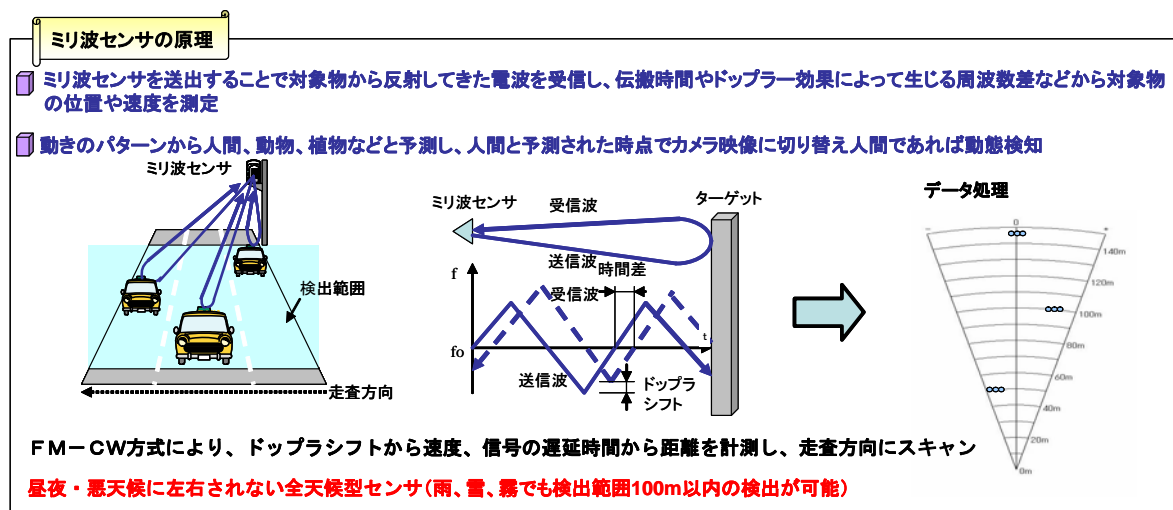 ミリ波センサの原理
ミリ波センサを送出することで対象物から反射してきた電波を受信し、伝搬時間やドップラー効果によって生じる周波数差などから対象物
の位置や速度を測定
動きのパターンから人間、動物、植物などと予測し、人間と予測された時点でカメラ映像に切り替え人間であれば動態検知
ミリ波センサ
検出範囲
走査方向
ミリ波センサ
受信波
ターゲット
送信波
時間差
f
受信波
t
fo
送信波
ドップラ
シフト
データ処理
0
-
+
140m
120m
100m
80m
60m
40m
20m
0m
FM-CW方式により、ドップラシフトから速度、信号の遅延時間から距離を計測し、走査方向にスキャン
昼夜・悪天候に左右されない全天候型センサ(雨、雪、霧でも検出範囲100m以内の検出が可能)